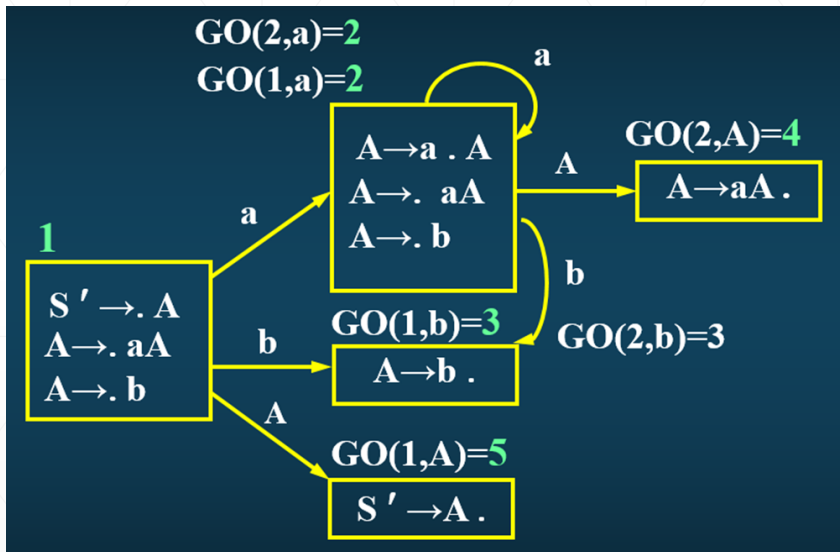 GO(2,a)=2
GO(1,a)=2
a
A→a . A
A→. aA
A→. b
GO(2,A)=4
A
A→aA .
a
1
S′→. A
A→. aA
A→. b
b
GO(1,b)=3
b
GO(2,b)=3
A→b .
A
GO(1,A)=5
S′→A .